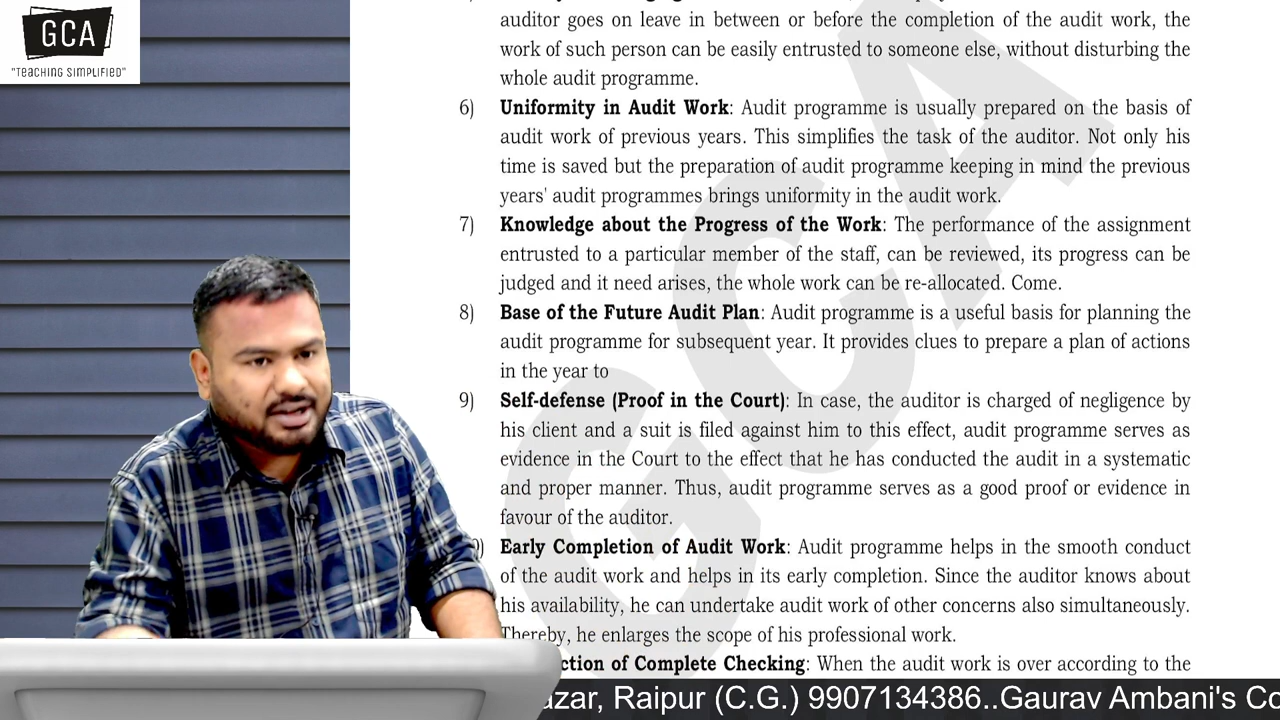 GCA
"TEACHING SIMPLIFIED"
auditor goes on leave in between or before the completion of the audit work, the
work of such person can be easily entrusted to someone else, without disturbing the
whole audit programme.
6) Uniformity in Audit Work: Audit programme is usually prepared on the basis of
audit work of previous years. This simplifies the task of the auditor. Not only his
time is saved but the preparation of audit programme keeping in mind the previous
years' audit programmes brings uniformity in the audit work.
7) Knowledge about the Progress of the Work: The performance of the assignment
entrusted to a particular member of the staff, can be reviewed, its progress can be
judged and it need arises, the whole work can be re-allocated. Come.
8) Base of the Future Audit Plan: Audit programme is a useful basis for planning the
audit programme for subsequent year. It provides clues to prepare a plan of actions
in the year to
9) Self-defense (Proof in the Court): In case, the auditor is charged of negligence by
his client and a suit is filed against him to this effect, audit programme serves as
evidence in the Court to the effect that he has conducted the audit in a systematic
and proper manner. Thus, audit programme serves as a good proof or evidence in
favour of the auditor.
0) Early Completion of Audit Work: Audit programme helps in the smooth conduct
of the audit work and helps in its early completion. Since the auditor knows about
his availability, he can undertake audit work of other concerns also simultaneously.
Thereby, he enlarges the scope of his professional work.
ction of Complete Checking: When the audit work is over according to the
azar, Raipur (C.G.) 9907134386..Gaurav Ambani's Co
GCA